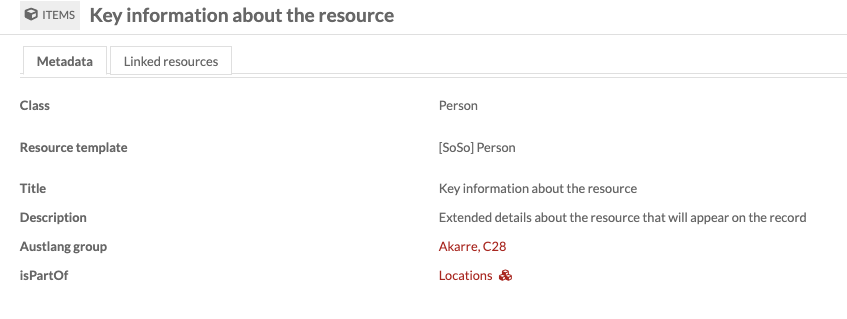 ITEMS Key information about the resource
Metadata Linked resources
Class Person
Resource template [SoSo] Person
Title Key information about the resource
Description Extended details about the resource that will appear on the record
Austlang group Akarre, C28
isPartOf Locations